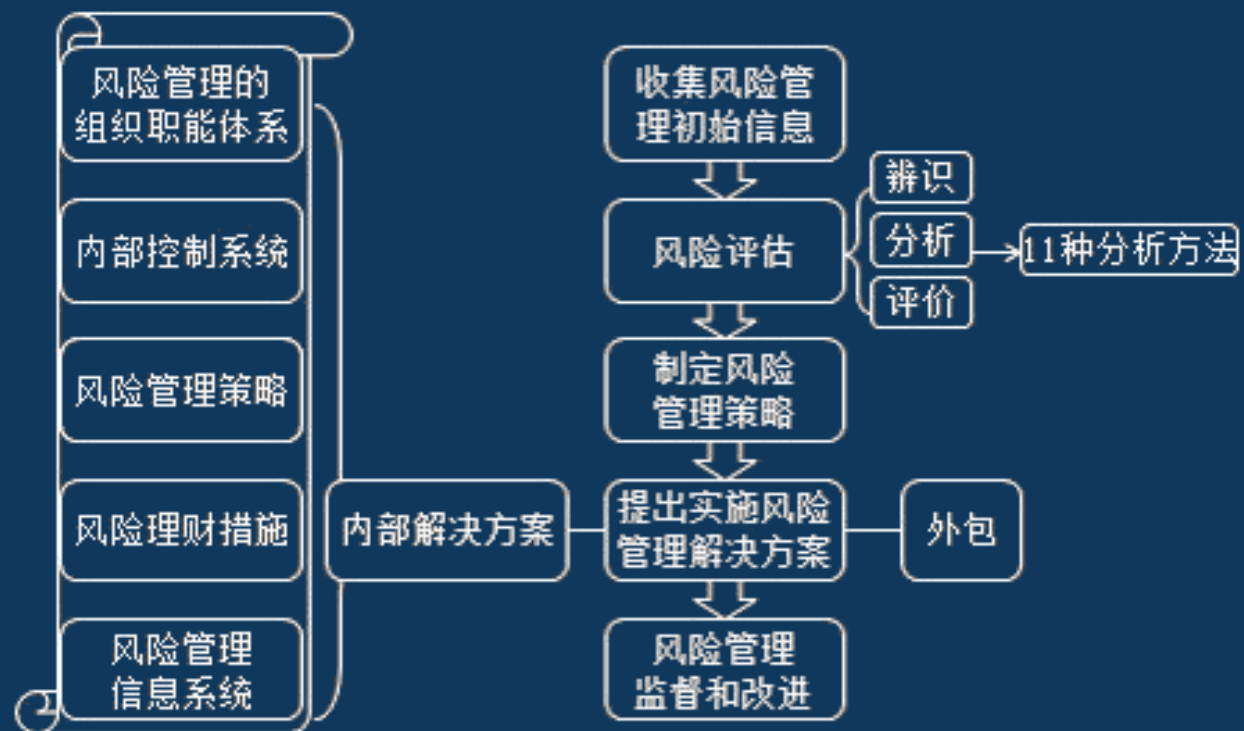 风险管理的
组织职能体系
内部控制系统
风险管理策略
风险理财措施
风险管理
信息系统
内部解决方案
收集风险管
理初始信息
风险评估
辨识
分析
评价
11种分析方法
制定风险
管理策略
提出实施风险
管理解决方案
外包
风险管理
监督和改进